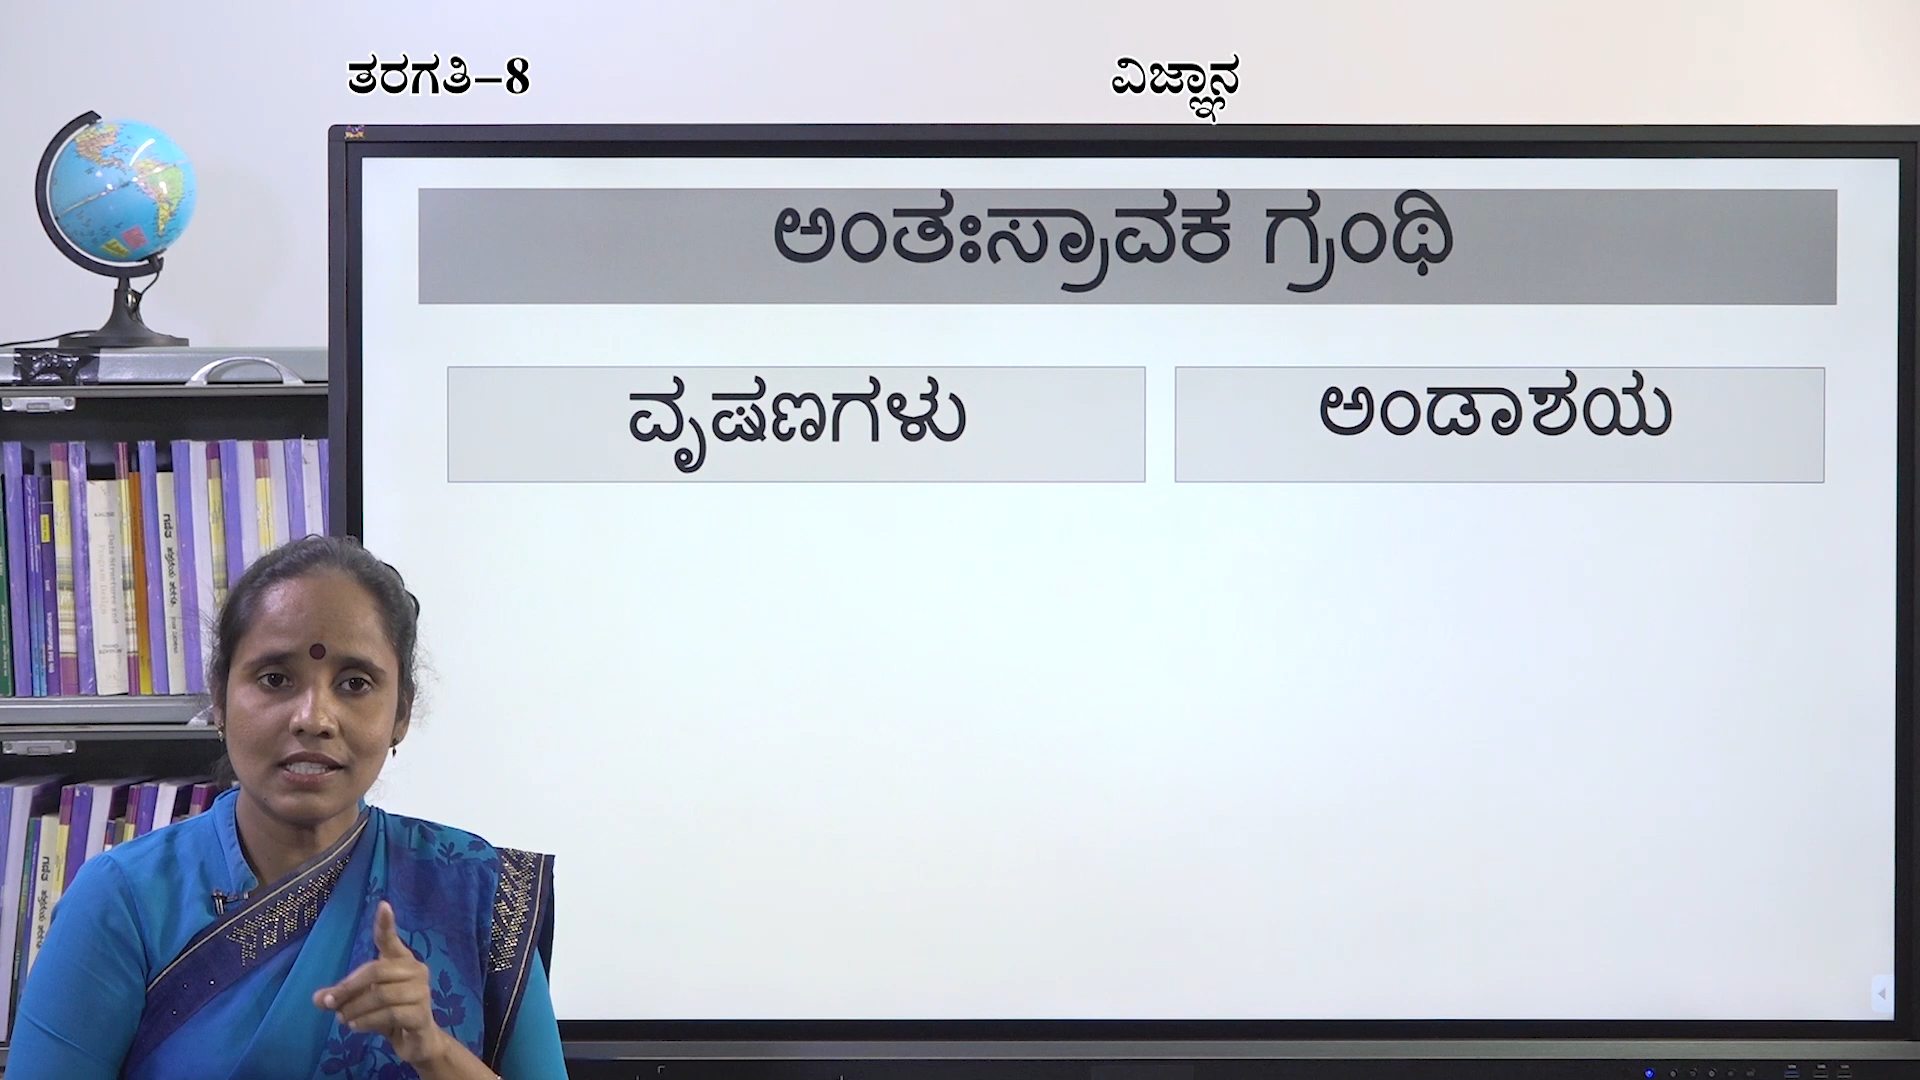 ತರಗತಿ–8
ವಿಜ್ಞಾನ
ಅಂತಃಸ್ರಾವಕ ಗ್ರಂಥಿ
ವೃಷಣಗಳು
ಅಂಡಾಶಯ